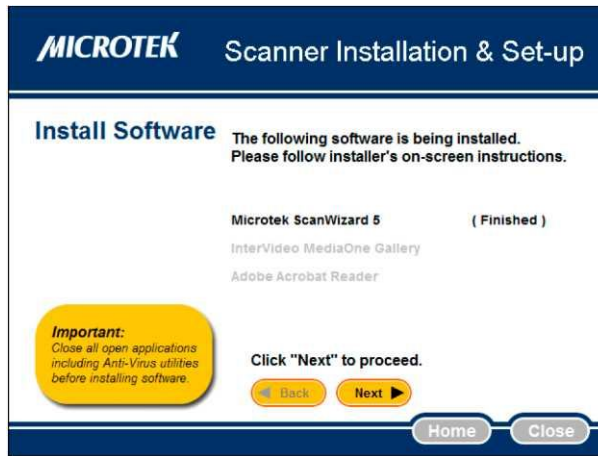 MICROTEK
Scanner Installation & Set-up
Install Software
The following software is being installed.
Please follow installer's on-screen instructions.
Microtek ScanWizard 5 ( Finished )
InterVideo MediaOne Gallery
Adobe Acrobat Reader
Important:
Close all open applications
including Anti-Virus utilities
before installing software.
Click "Next" to proceed.
Back Next
Home Close